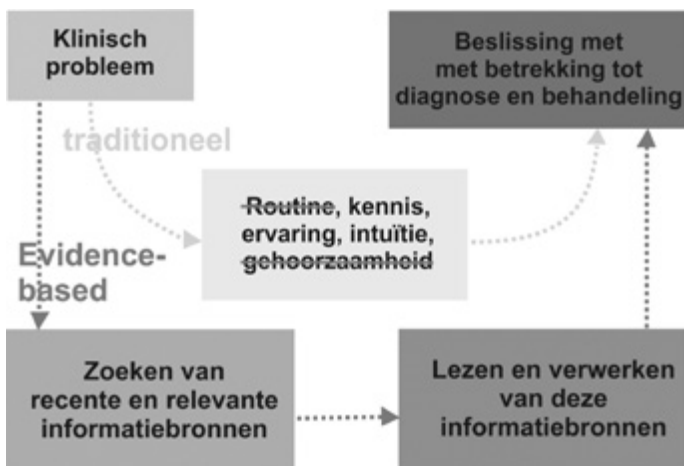 Klinisch
probleem
Beslissing met
met betrekking tot
diagnose en behandeling
traditioneel
Routine, kennis,
ervaring, intuïtie,
gehoorzaamheid
Evidence-
based
Zoeken van
recente en relevante
informatiebronnen
Lezen en verwerken
van deze
informatiebronnen